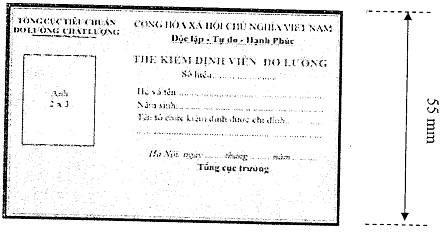 TỔNG CỤC TIÊU CHUẨN
ĐO LƯỜNG CHẤT LƯỢNG
CỘNG HÒA XÃ HỘI CHỦ NGHĨA VIỆT NAM
Độc lập - Tự do - Hạnh Phúc
THẺ KIỂM ĐỊNH VIÊN ĐO LƯỜNG
Số hiệu:....................
Ảnh
2 x 3
Họ và tên.......................................
Năm sinh:......................................
Tên tổ chức kiểm định được chỉ định:...............
.......................................................
Hà Nội, ngày ....... tháng ....... năm .......
Tổng cục trưởng
55 mm